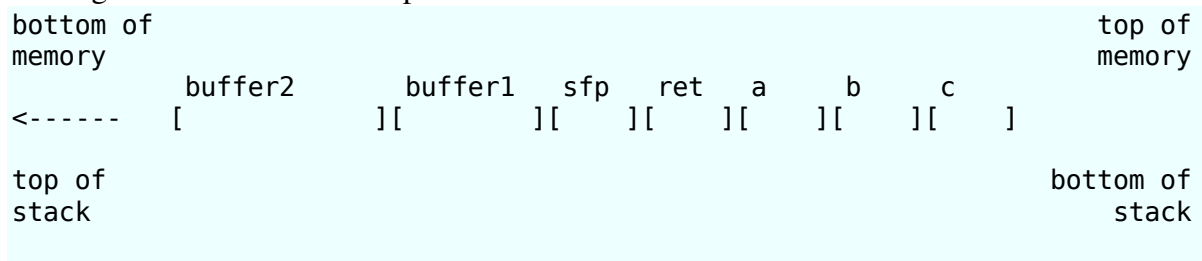 bottom of                                                            top of
memory                                                               memory
           buffer2       buffer1   sfp   ret   a     b     c
<------   [            ][        ][    ][    ][    ][    ][    ]
top of                                                            bottom of
stack                                                                 stack